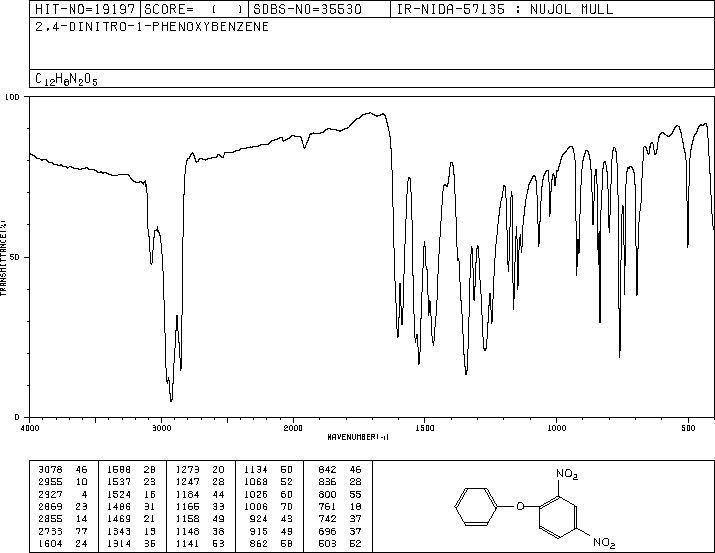 HIT-NO=19197 SCORE= ( ) SDBS-NO=35530 IR-NIDA-57135 : NUJOL MULL
2,4-DINITRO-1-PHENOXYBENZENE
C12H8N2O5
100
50
0
TRANSMITTANCE(%)
4000 3000 2000 1500 1000 500
WAVENUMBER(-1)
3078 46 1588 28 1273 20 1134 50 842 46
2955 10 1537 23 1247 28 1068 52 836 28
2927 4 1524 16 1184 44 1026 60 800 55
2869 29 1486 31 1165 33 1006 70 761 18
2855 14 1469 21 1158 49 924 43 742 37
77 1343 1148 38 915 49 696 37
1604 24 1314 35 1141 53 862 58 503 52
NO2
O
NO2